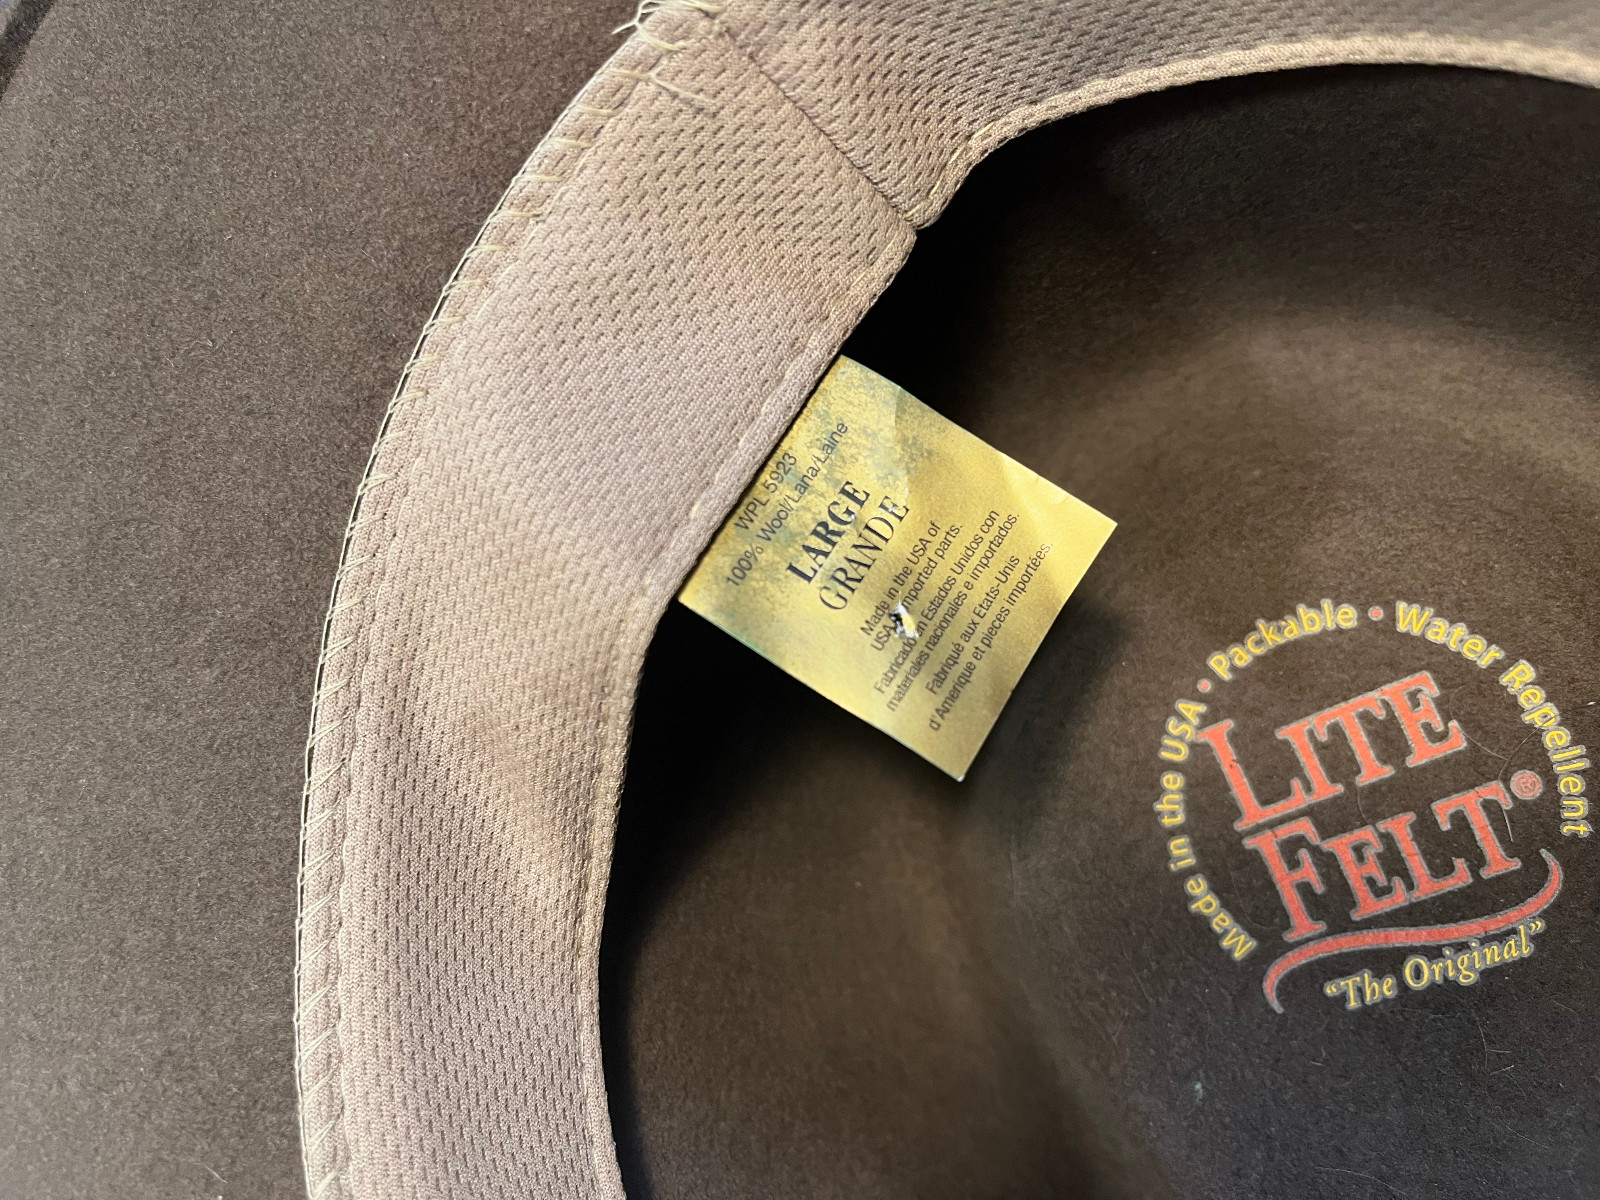 WPL 5923
100% Wool/Lana/Laine
LARGE
GRANDE
Made in the USA of
USA imported parts.
Fabricado en Estados Unidos con
materiales nacionales e importados.
Fabriqué aux Etats-Unis
d'Amerique et pieces importées.
Made in the USA • Packable • Water Repellent
LITE
FELT®
“The Original”